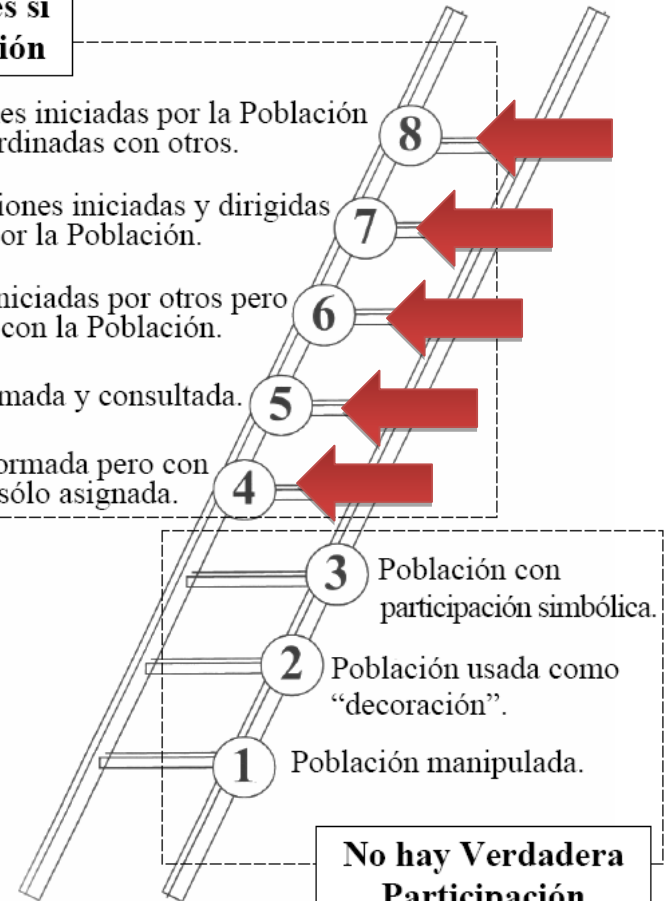 es si
ión
es iniciadas por la Población
rdinadas con otros.
8
iones iniciadas y dirigidas
or la Población.
7
niciadas por otros pero
con la Población.
6
mada y consultada.
5
ormada pero con
sólo asignada.
4
3
Población con
participación simbólica.
2
Población usada como
“decoración”.
1
Población manipulada.
No hay Verdadera
Participación